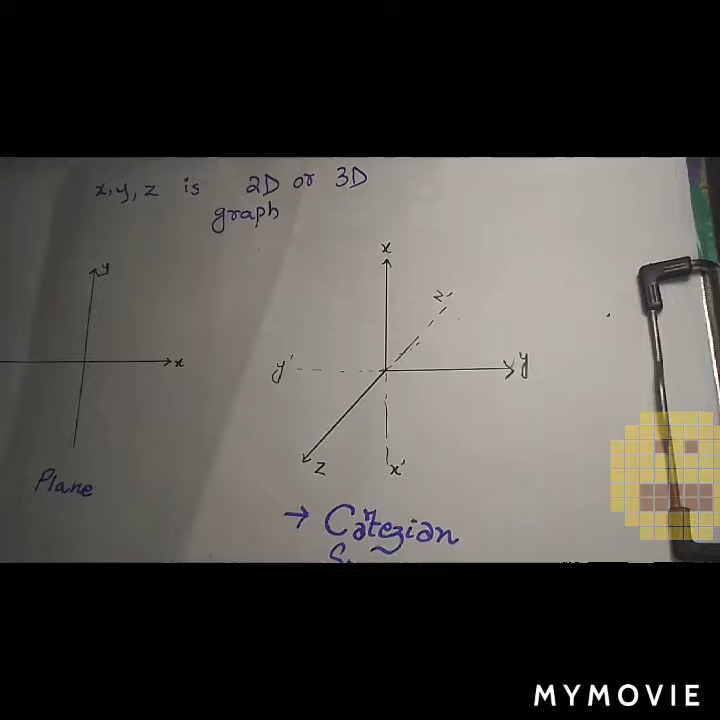 x, y, z is 2D or 3D
graph
y
x
Plane
x
z'
y'
y
z
x'
→ Catezian
MYMOVIE